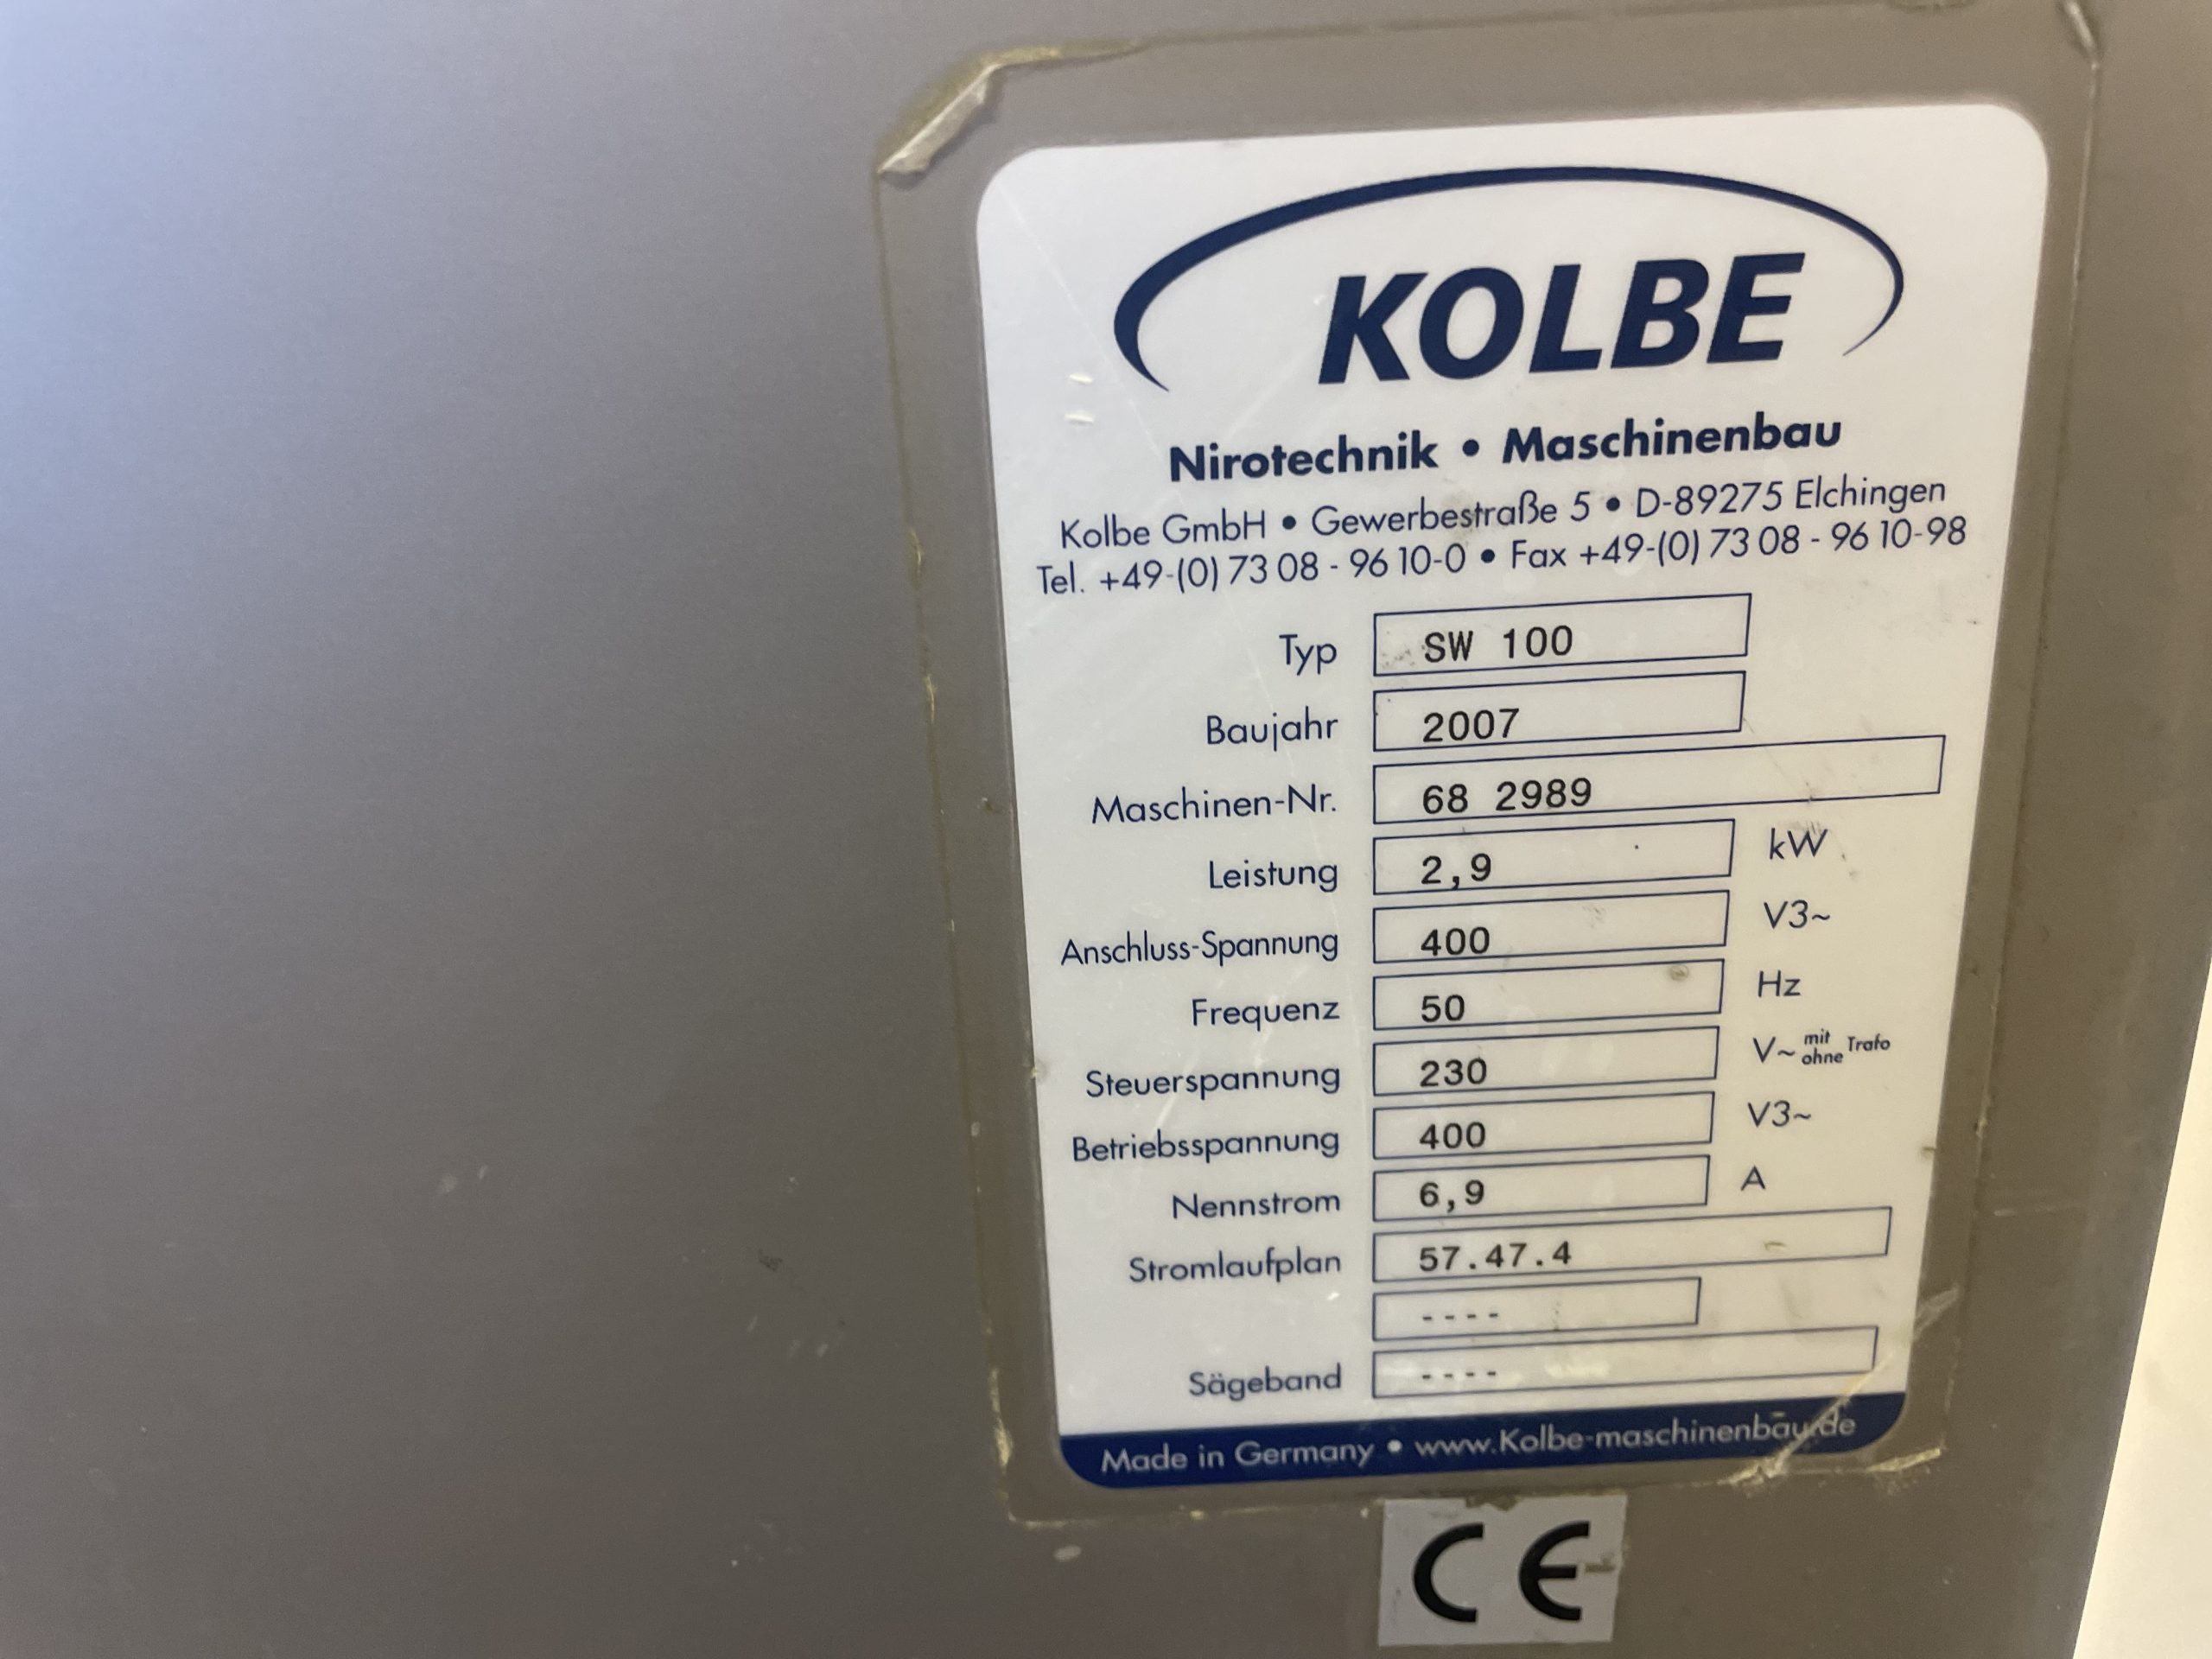 KOLBE
Nirotechnik • Maschinenbau
Kolbe GmbH • Gewerbestraße 5 • D-89275 Elchingen
Tel. +49-(0) 73 08 - 96 10-0 • Fax +49-(0) 73 08 - 96 10-98
Typ SW 100
Baujahr 2007
Maschinen-Nr. 68 2989
Leistung 2,9 kW
Anschluss-Spannung 400 V3~
Frequenz 50 Hz
Steuerspannung 230 V~ mit ohne Trafo
Betriebsspannung 400 V3~
Nennstrom 6,9 A
Stromlaufplan 57.47.4
----
Sägeband ----
Made in Germany • www.Kolbe-maschinenbau.de
CE